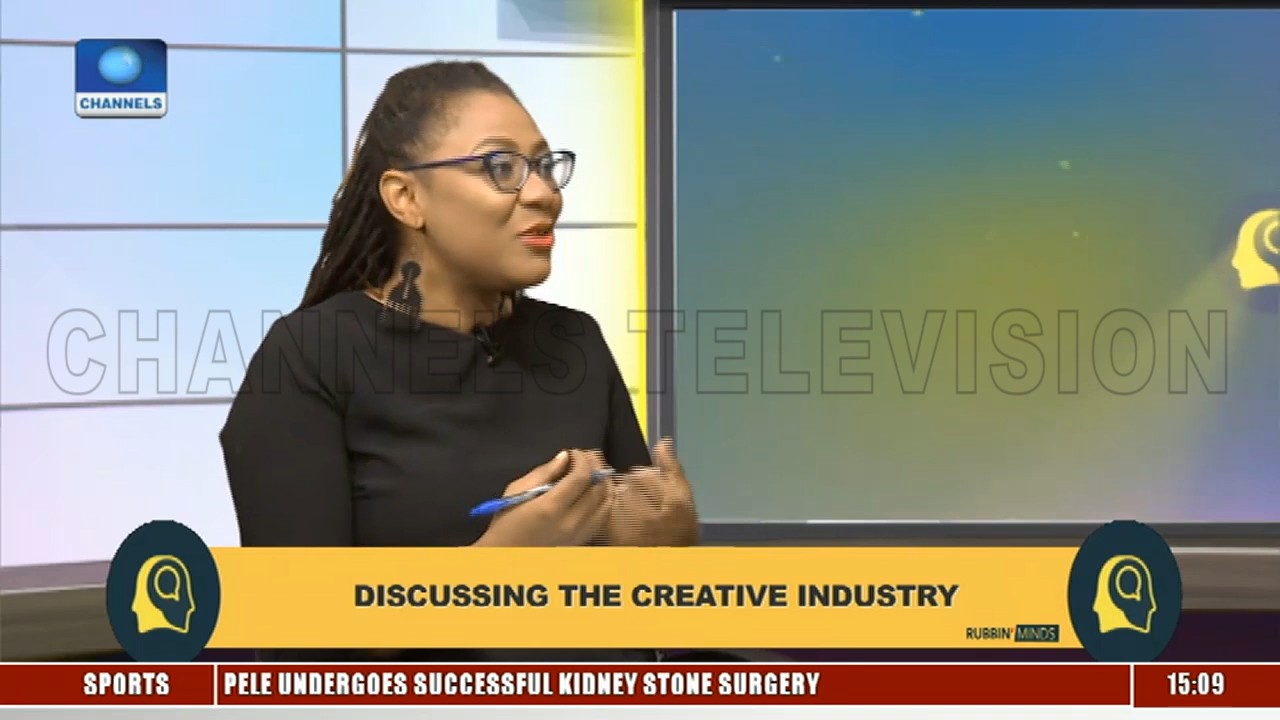 CHANNELS
CHANNELS TELEVISION
DISCUSSING THE CREATIVE INDUSTRY
RUBBIN' MINDS
SPORTS
PELE UNDERGOES SUCCESSFUL KIDNEY STONE SURGERY
15:09